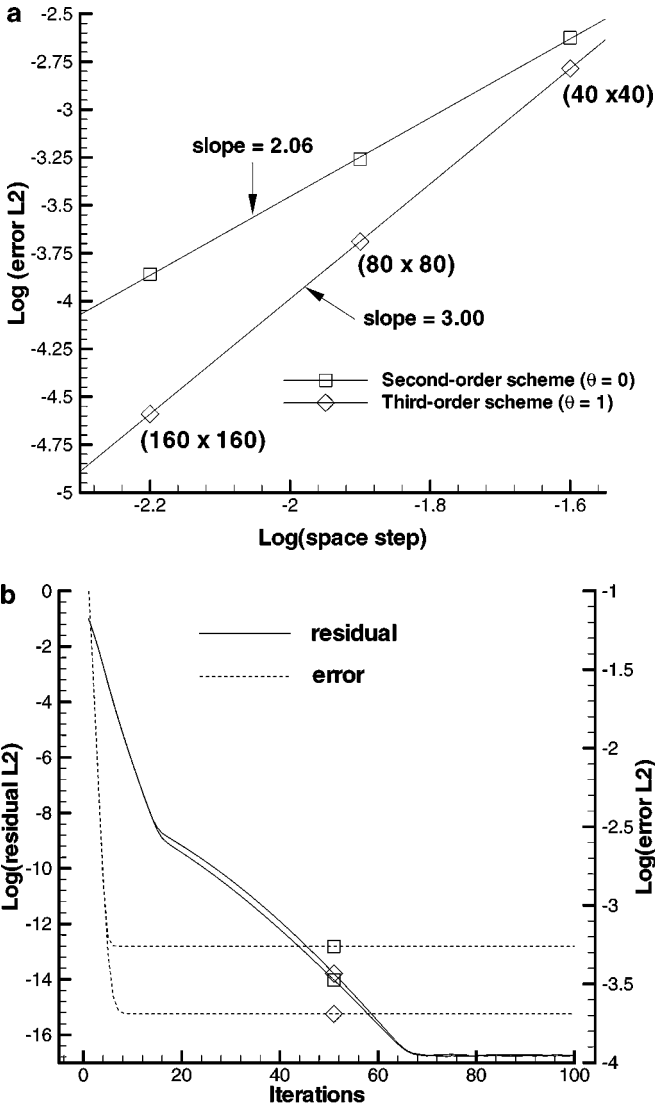 a
-2.5
-2.75
-3
-3.25
-3.5
-3.75
-4
-4.25
-4.5
-4.75
-5
Log (error L2)
(40 x40)
slope = 2.06
(80 x 80)
slope = 3.00
Second-order scheme (θ = 0)
Third-order scheme (θ = 1)
(160 x 160)
-2.2 -2 -1.8 -1.6
Log(space step)
b
0
-2
-4
-6
-8
-10
-12
-14
-16
Log(residual L2)
residual
error
-1
-1.5
-2
-2.5
-3
-3.5
-4
Log(error L2)
0 20 40 60 80 100
Iterations